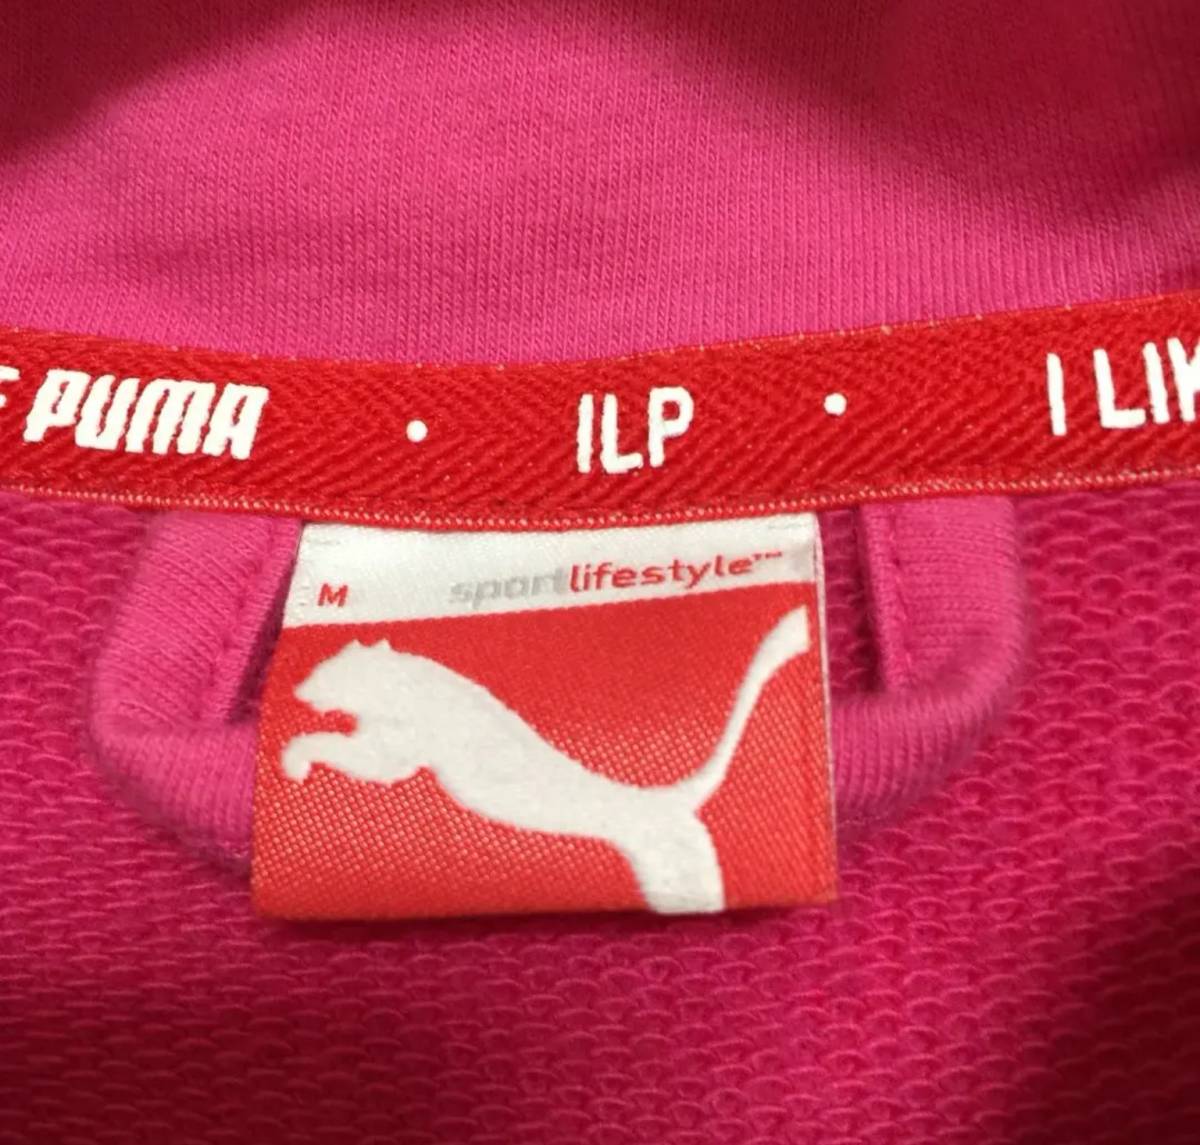 PUMA • ILP • I LIK
M sportlifestyle™